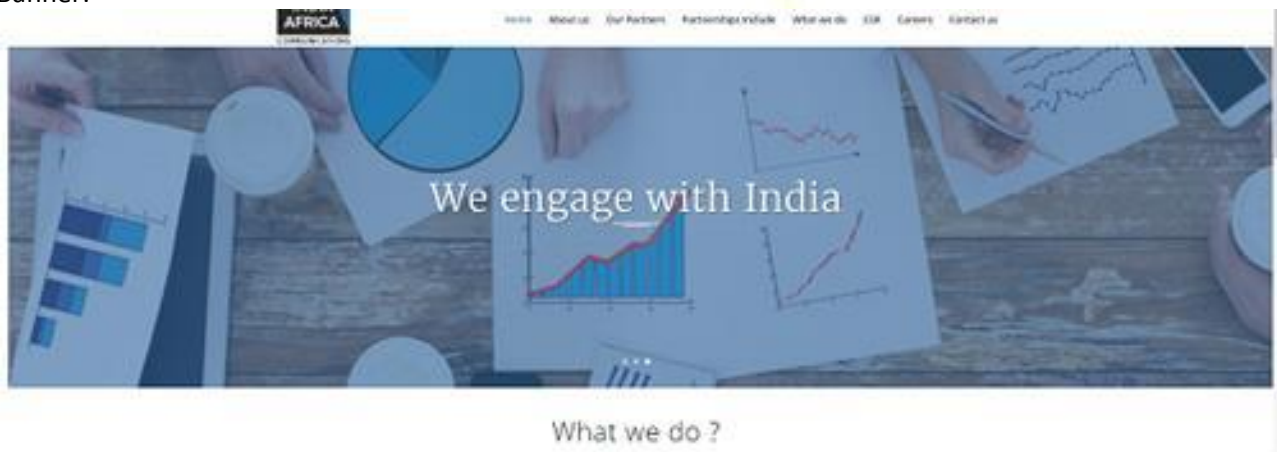 Banner:
INDIA
AFRICA
Home About us Our Partners Partnerships Include What we do CSR Careers Contact us
We engage with India
What we do ?